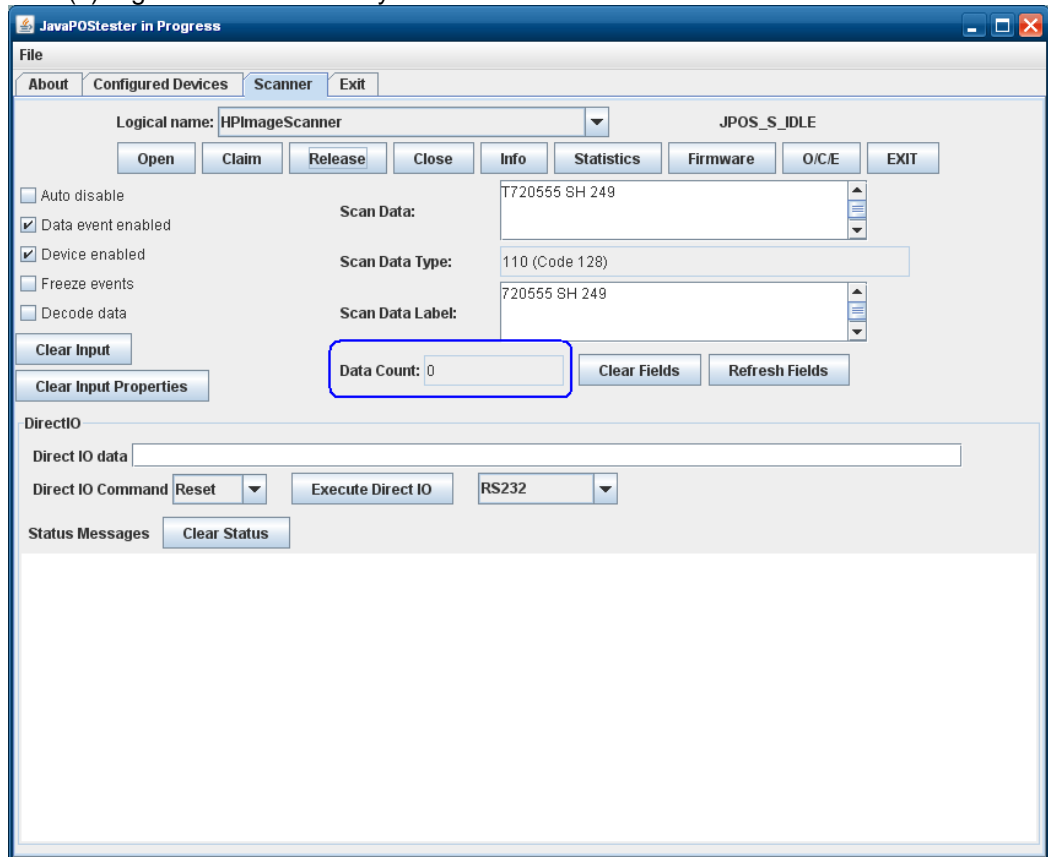 JavaPOStester in Progress
File
About Configured Devices Scanner Exit
Logical name: HPImageScanner JPOS_S_IDLE
Open Claim Release Close Info Statistics Firmware O/C/E EXIT
Auto disable
Data event enabled
Device enabled
Freeze events
Decode data
Clear Input
Clear Input Properties
Scan Data: T720555 SH 249
Scan Data Type: 110 (Code 128)
Scan Data Label: 720555 SH 249
Data Count: 0 Clear Fields Refresh Fields
DirectIO
Direct IO data
Direct IO Command Reset Execute Direct IO RS232
Status Messages Clear Status